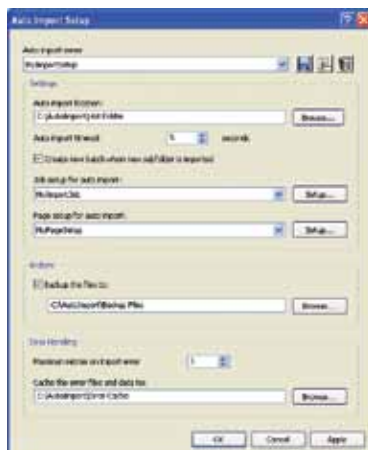 Auto Import Setup
Auto import name:
MyImportSetup
Settings
Auto import location:
C:\AutoImport\Hot Folder
Browse...
Auto import timeout:
5
seconds
Create new batch when new subfolder is imported
Job setup for auto import:
MyImportJob
Setup...
Page setup for auto import:
MyPageSetup
Setup...
Backup the files to:
C:\AutoImport\Backup Files
Browse...
Error Handling
Maximum retries on import error
Cache the error files and data to:
C:\AutoImport\Error Cache
Browse...
OK
Cancel
Apply